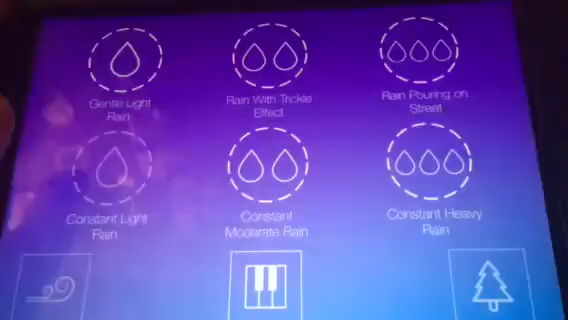 Gentle Light
Rain
Rain With Trickle
Effect
Rain Pouring on
Street
Constant Light
Rain
Constant
Moderate Rain
Constant Heavy
Rain